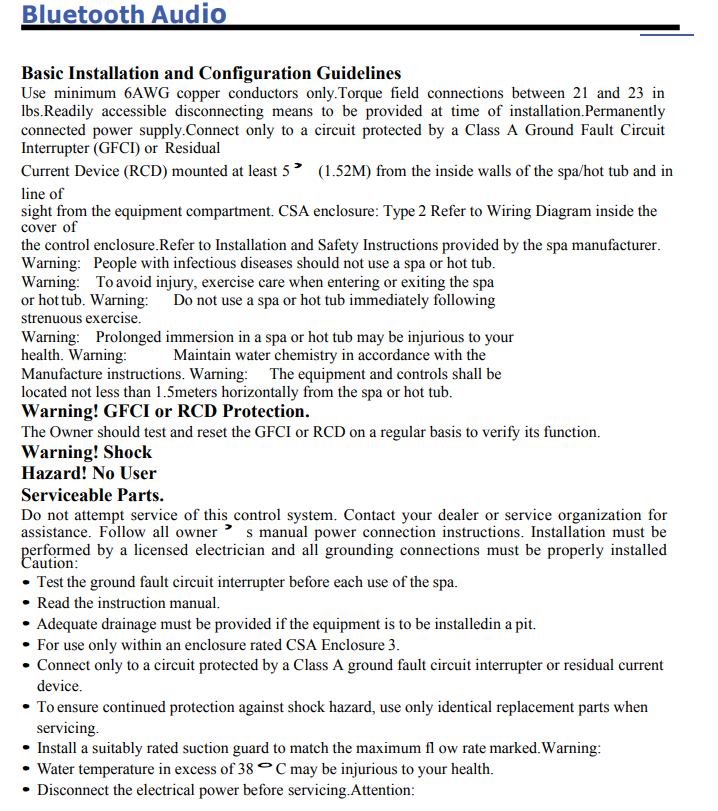 Bluetooth Audio
Basic Installation and Configuration Guidelines
Use minimum 6AWG copper conductors only.Torque field connections between 21 and 23 in
lbs.Readily accessible disconnecting means to be provided at time of installation.Permanently
connected power supply.Connect only to a circuit protected by a Class A Ground Fault Circuit
Interrupter (GFCI) or Residual
Current Device (RCD) mounted at least 5 ’ (1.52M) from the inside walls of the spa/hot tub and in
line of
sight from the equipment compartment. CSA enclosure: Type 2 Refer to Wiring Diagram inside the
cover of
the control enclosure.Refer to Installation and Safety Instructions provided by the spa manufacturer.
Warning: People with infectious diseases should not use a spa or hot tub.
Warning: To avoid injury, exercise care when entering or exiting the spa
or hot tub. Warning: Do not use a spa or hot tub immediately following
strenuous exercise.
Warning: Prolonged immersion in a spa or hot tub may be injurious to your
health. Warning: Maintain water chemistry in accordance with the
Manufacture instructions. Warning: The equipment and controls shall be
located not less than 1.5meters horizontally from the spa or hot tub.
Warning! GFCI or RCD Protection.
The Owner should test and reset the GFCI or RCD on a regular basis to verify its function.
Warning! Shock
Hazard! No User
Serviceable Parts.
Do not attempt service of this control system. Contact your dealer or service organization for
assistance. Follow all owner ’ s manual power connection instructions. Installation must be
performed by a licensed electrician and all grounding connections must be properly installed
Caution:
• Test the ground fault circuit interrupter before each use of the spa.
• Read the instruction manual.
• Adequate drainage must be provided if the equipment is to be installedin a pit.
• For use only within an enclosure rated CSA Enclosure 3.
• Connect only to a circuit protected by a Class A ground fault circuit interrupter or residual current
device.
• To ensure continued protection against shock hazard, use only identical replacement parts when
servicing.
• Install a suitably rated suction guard to match the maximum fl ow rate marked.Warning:
• Water temperature in excess of 38 ° C may be injurious to your health.
• Disconnect the electrical power before servicing.Attention: